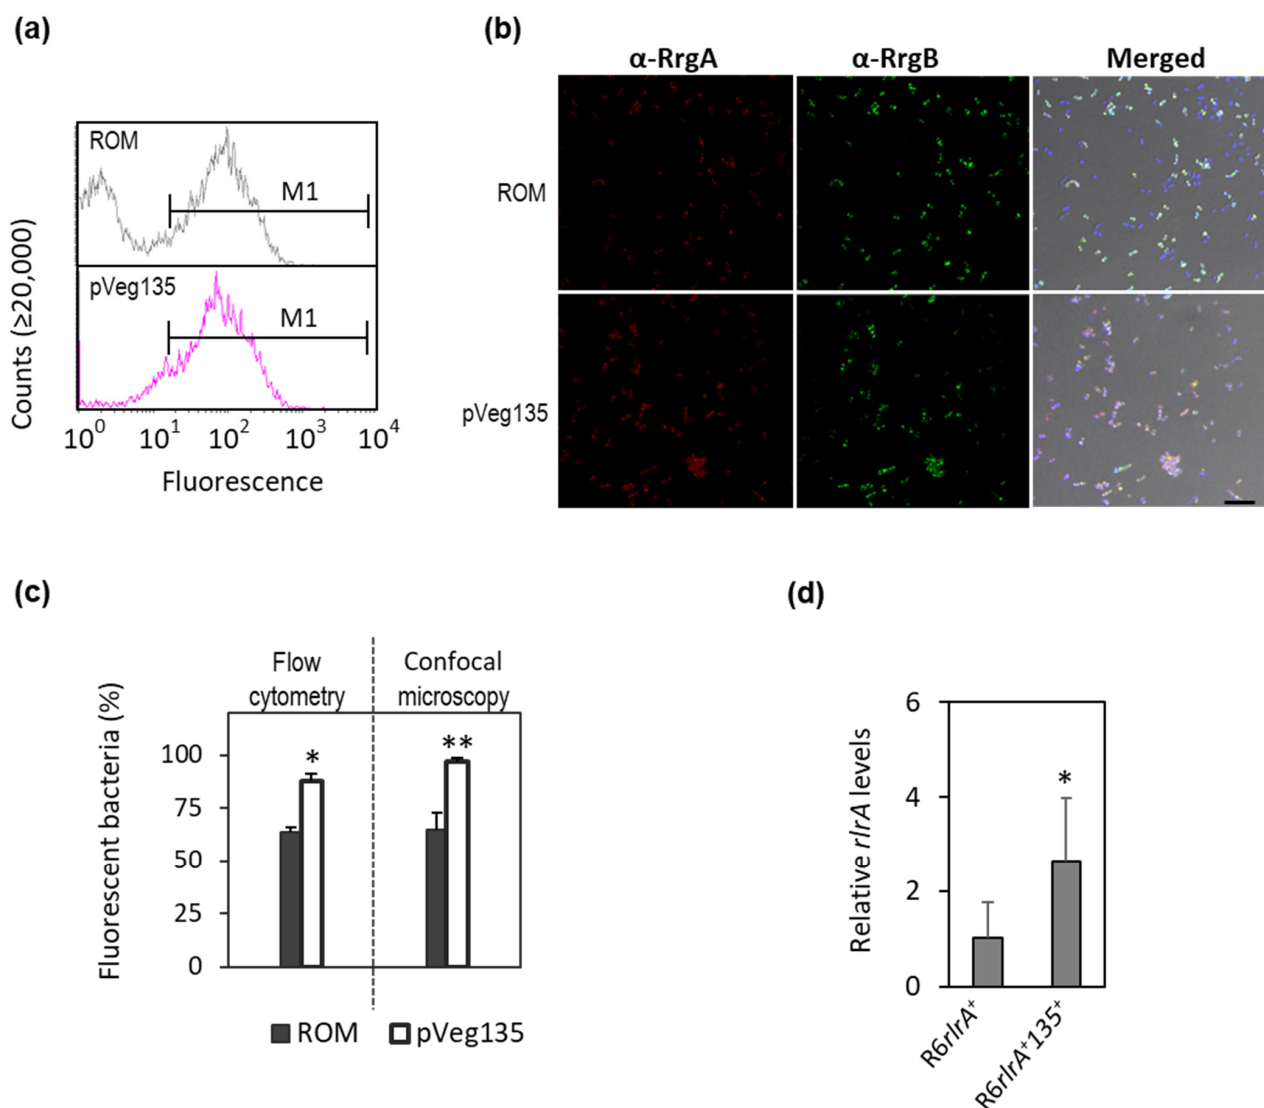 (a)
ROM
M1
pVeg135
M1
Counts (≥20,000)
10⁰ 10¹ 10² 10³ 10⁴
Fluorescence
(b)
α-RrgA α-RrgB Merged
ROM
pVeg135
(c)
Flow cytometry
Confocal microscopy
Fluorescent bacteria (%)
100
75
50
25
0
*
**
ROM pVeg135
(d)
Relative rlrA levels
6
4
2
0
*
R6rlrA⁺
R6rlrA⁺135⁺